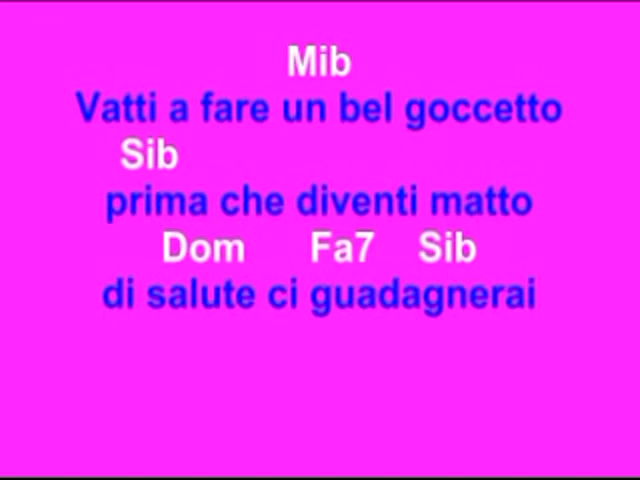 Mib
Vatti a fare un bel goccetto
Sib
prima che diventi matto
Dom Fa7 Sib
di salute ci guadagnerai